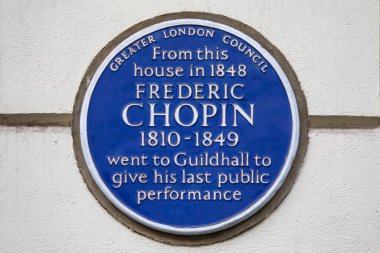 GREATER LONDON COUNCIL
From this
house in 1848
FREDERIC
CHOPIN
1810-1849
went to Guildhall to
give his last public
performance